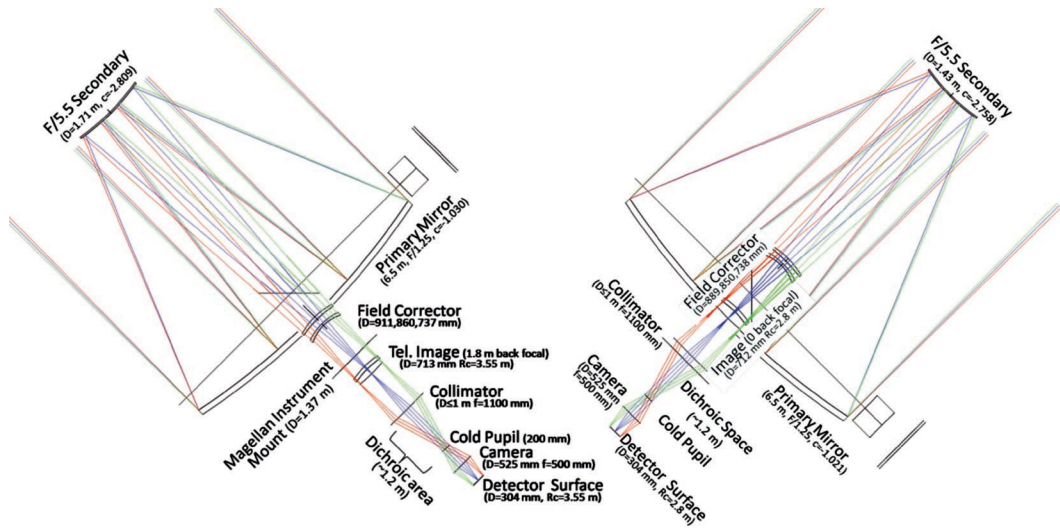 F/5.5 Secondary
(D=1.71 m, c=-2.809)
Primary Mirror
(6.5 m, F/1.25, c=-1.030)
Field Corrector
(D=911,860,737 mm)
Tel. Image (1.8 m back focal)
(D=713 mm Rc=3.55 m)
Collimator
(D≤1 m f=1100 mm)
Magellan Instrument
Mount (D=1.37 m)
Cold Pupil (200 mm)
Camera
(D=525 mm f=500 mm)
Dichroic area
(~1.2 m)
Detector Surface
(D=304 mm, Rc=3.55 m)
F/5.5 Secondary
(D=1.43 m, c=-2.758)
Field Corrector
(D=889,850,738 mm)
Collimator
(D≤1 m f=1100 mm)
Image (0 back focal)
(D=712 mm Rc=2.8 m)
Camera
(D=525 mm
f=500 mm)
Dichroic Space
(~1.2 m)
Cold Pupil
Primary Mirror
(6.5 m, F/1.25, c=-1.021)
Detector Surface
(D=304 mm, Rc=2.8 m)